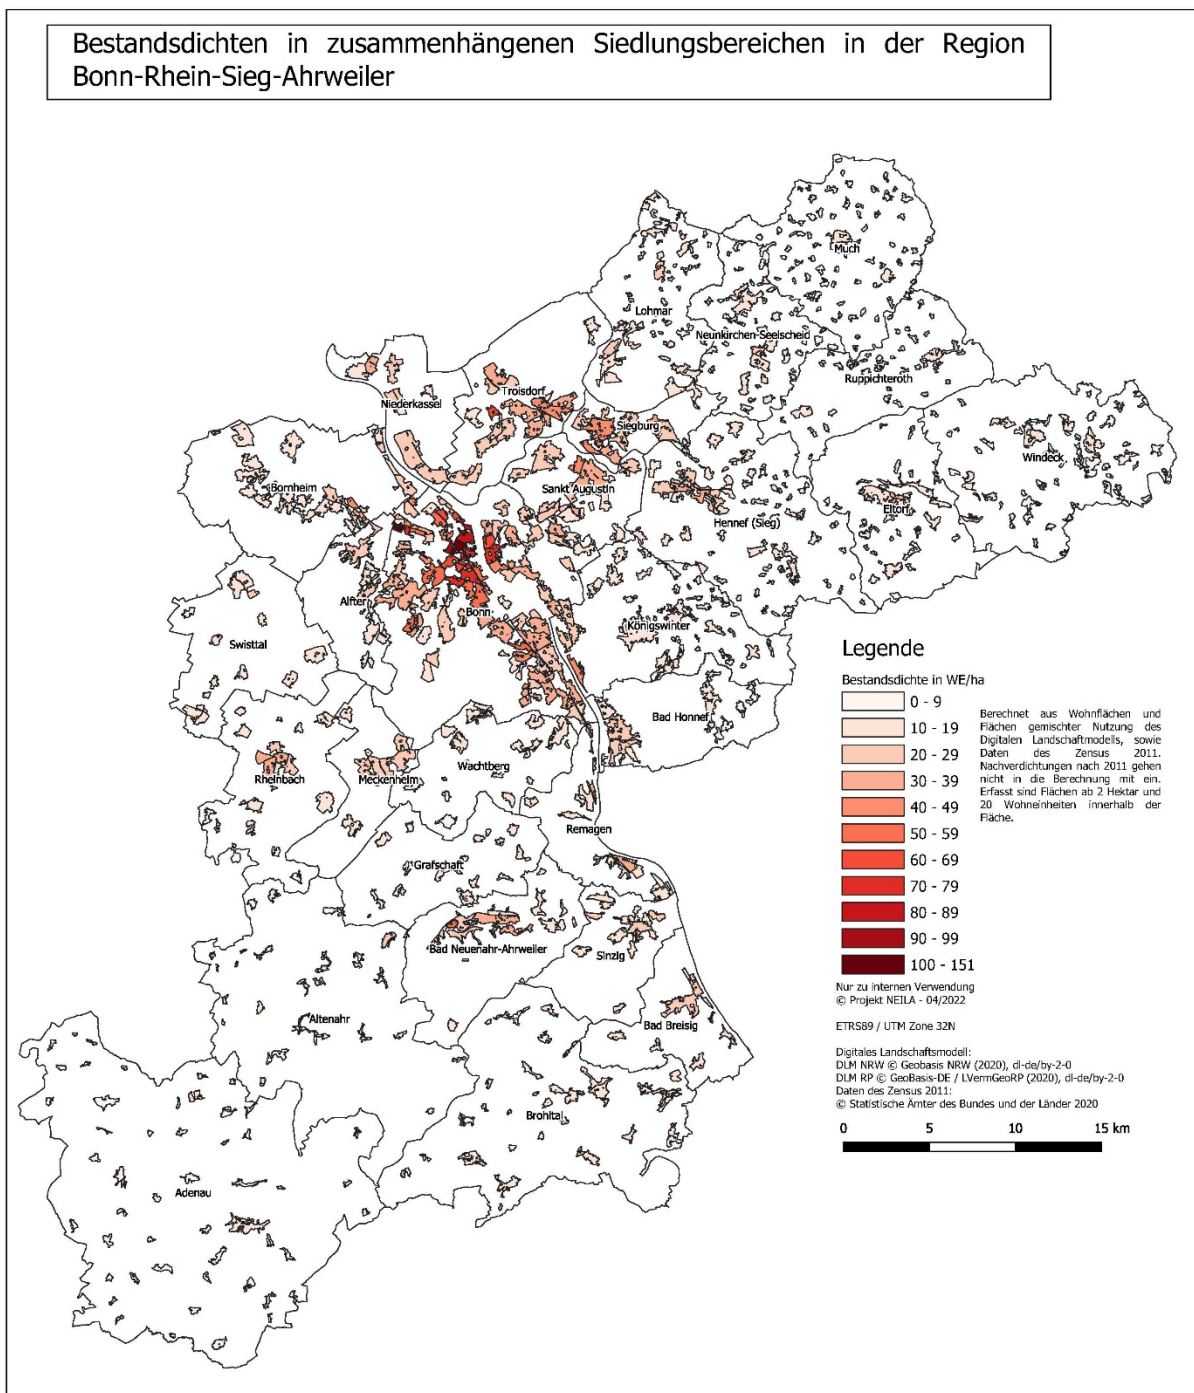 Bestandsdichten in zusammenhängenen Siedlungsbereichen in der Region
Bonn-Rhein-Sieg-Ahrweiler
Much
Lohmar
Neunkirchen-Seelscheid
Ruppichteroth
Troisdorf
Niederkassel
Siegburg
Windeck
Bornheim
Sankt Augustin
Hennef (Sieg)
Eitorf
Alfter
Bonn
Königswinter
Swisttal
Bad Honnef
Rheinbach
Meckenheim
Wachtberg
Remagen
Grafschaft
Bad Neuenahr-Ahrweiler
Sinzig
Altenahr
Bad Breisig
Brohltal
Adenau
Legende
Bestandsdichte in WE/ha
0 - 9
10 - 19
20 - 29
30 - 39
40 - 49
50 - 59
60 - 69
70 - 79
80 - 89
90 - 99
100 - 151
Berechnet aus Wohnflächen und
Flächen gemischter Nutzung des
Digitalen Landschaftmodells, sowie
Daten des Zensus 2011.
Nachverdichtungen nach 2011 gehen
nicht in die Berechnung mit ein.
Erfasst sind Flächen ab 2 Hektar und
20 Wohneinheiten innerhalb der
Fläche.
Nur zu internen Verwendung
© Projekt NEILA - 04/2022
ETRS89 / UTM Zone 32N
Digitales Landschaftsmodell:
DLM NRW © Geobasis NRW (2020), dl-de/by-2-0
DLM RP © GeoBasis-DE / LVermGeoRP (2020), dl-de/by-2-0
Daten des Zensus 2011:
© Statistische Ämter des Bundes und der Länder 2020
0 5 10 15 km